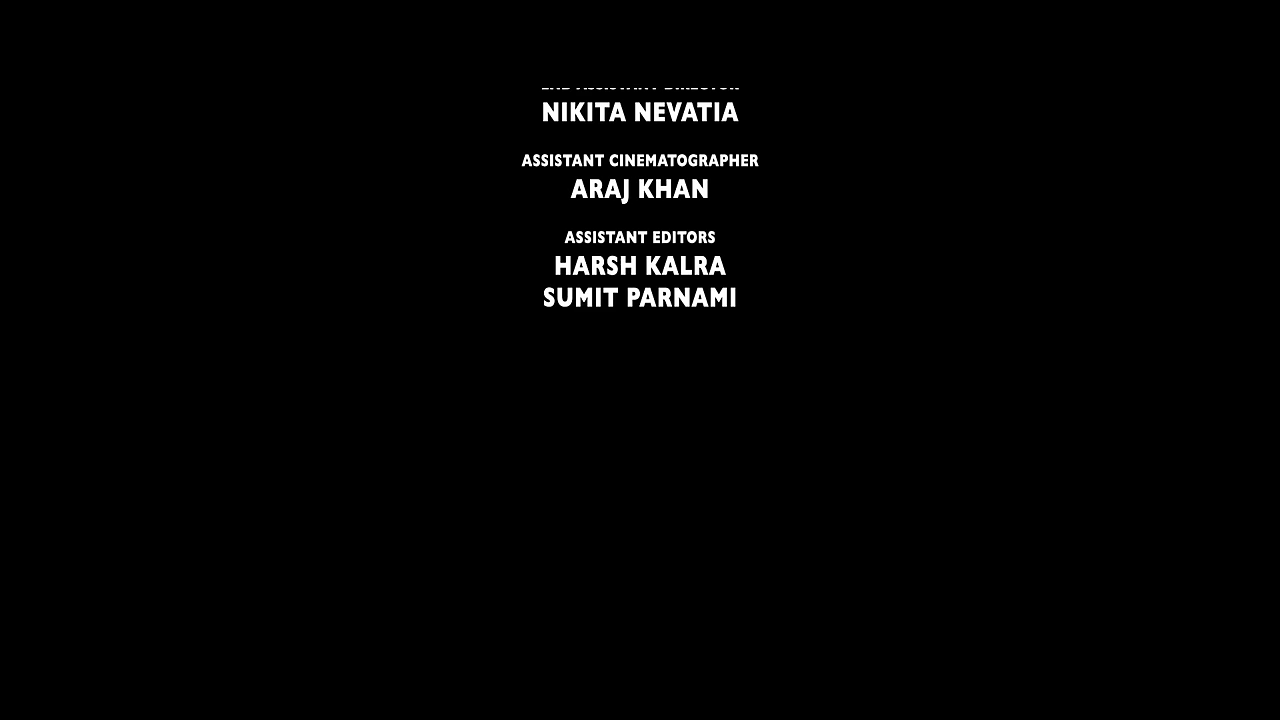 NIKITA NEVATIA
ASSISTANT CINEMATOGRAPHER
ARAJ KHAN
ASSISTANT EDITORS
HARSH KALRA
SUMIT PARNAMI